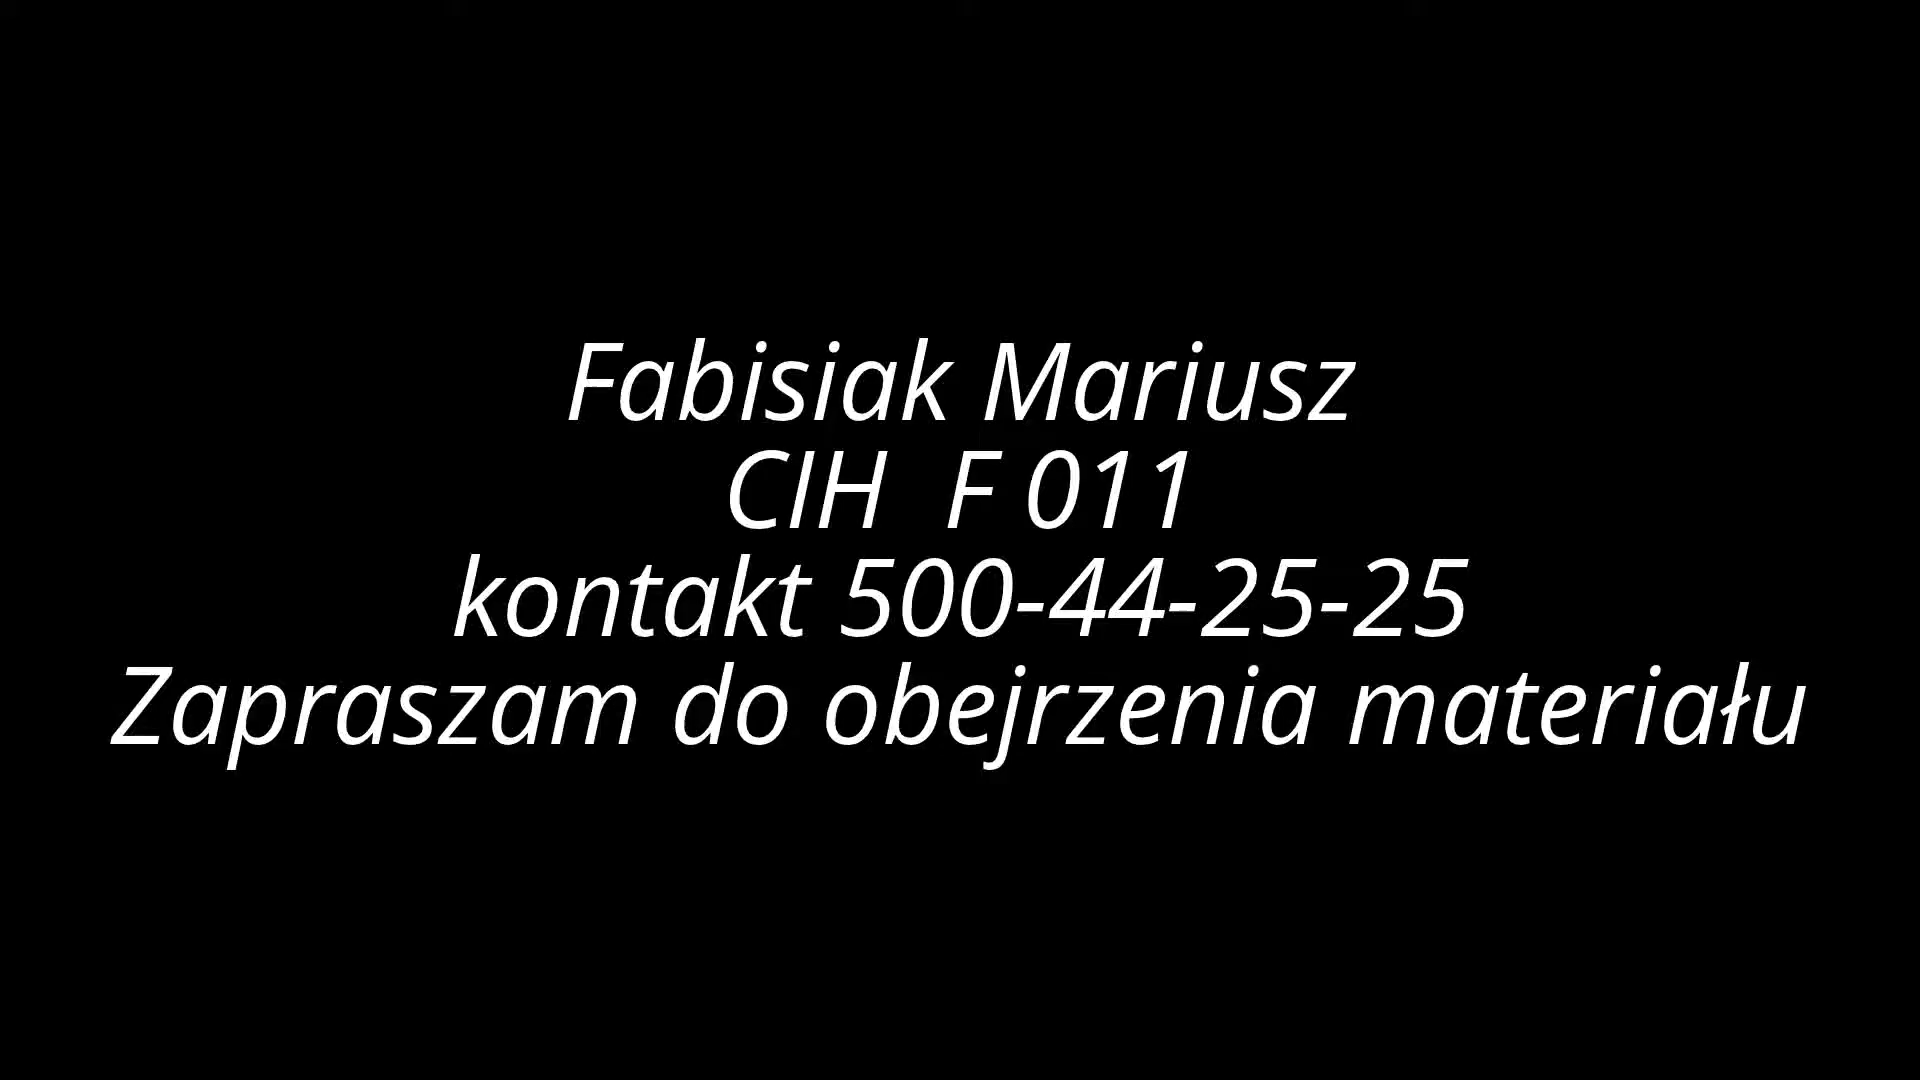 Fabisiak Mariusz
CIH  F 011
kontakt 500-44-25-25
Zapraszam do obejrzenia materiału